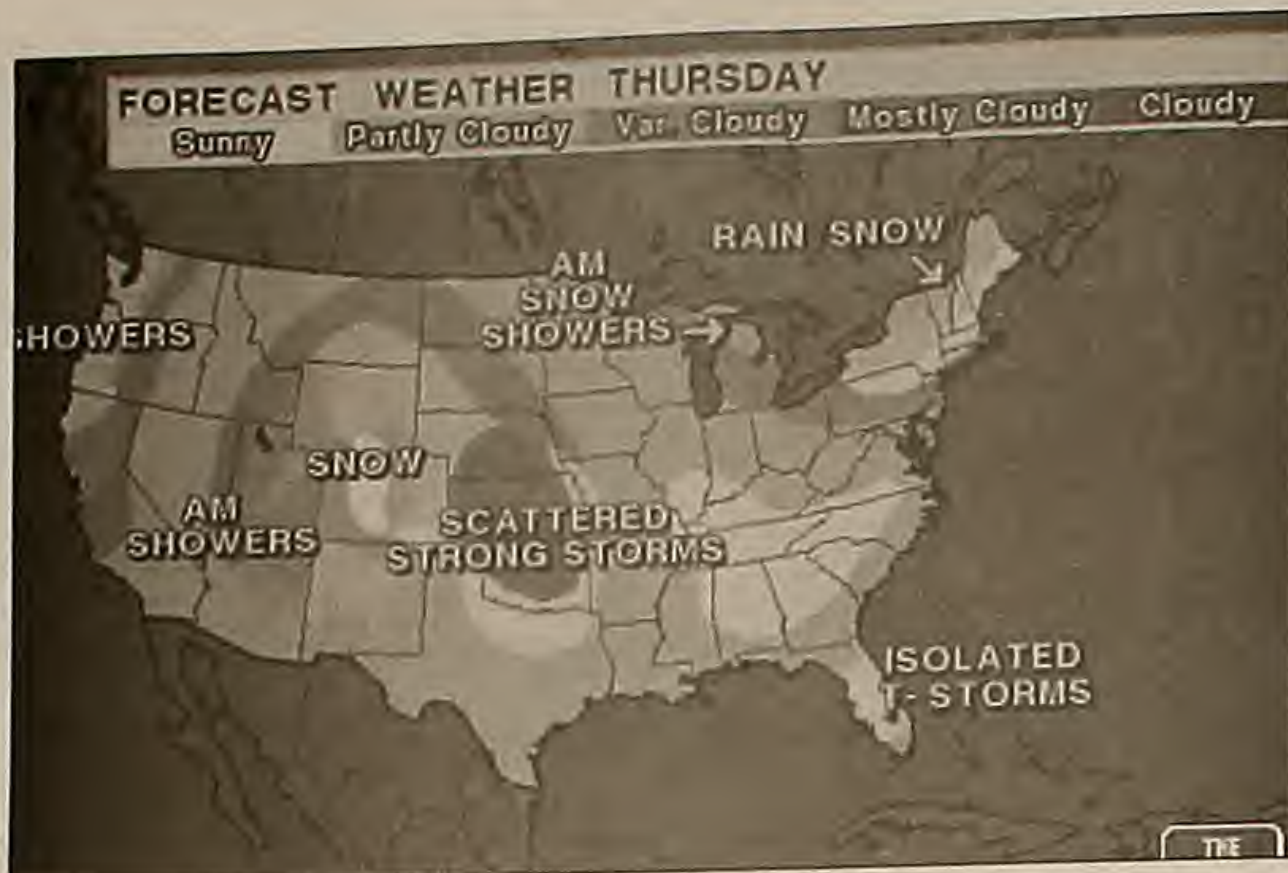 FORECAST WEATHER THURSDAY
Sunny Partly Cloudy Var. Cloudy Mostly Cloudy Cloudy
RAIN SNOW
AM
SNOW
SHOWERS
SHOWERS
SNOW
AM
SHOWERS
SCATTERED
STRONG STORMS
ISOLATED
T-STORMS
THE